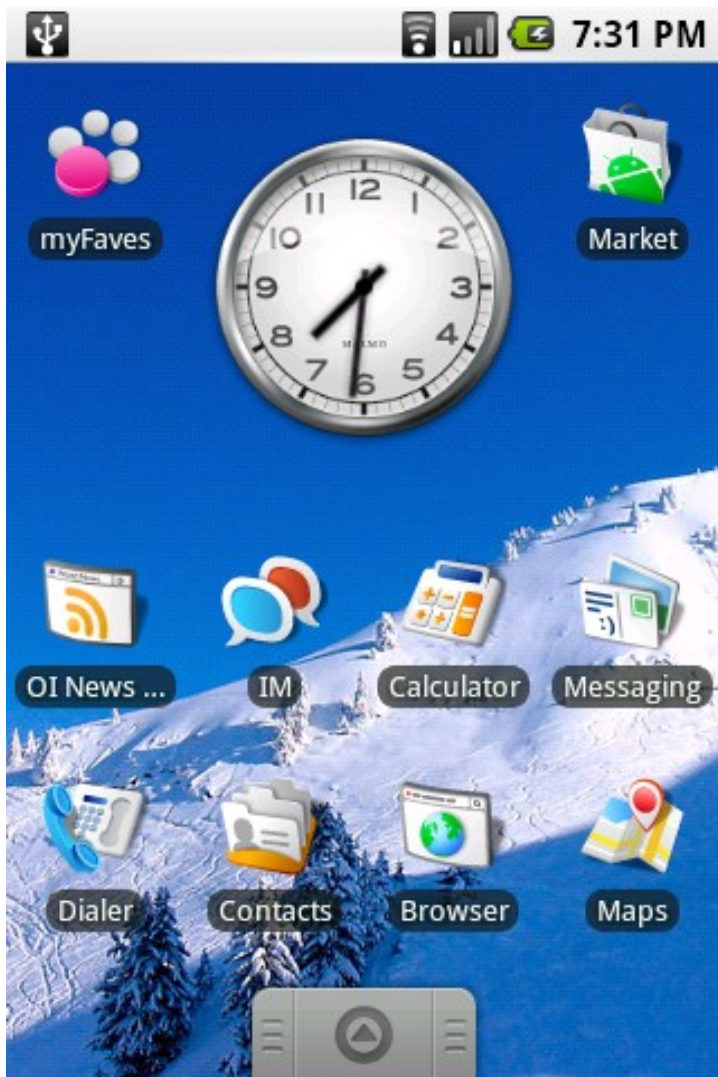 7:31 PM
myFaves
Market
12
11
1
10
2
9
3
8
4
MALMO
7
5
6
OI News ...
IM
Calculator
Messaging
Dialer
Contacts
Browser
Maps